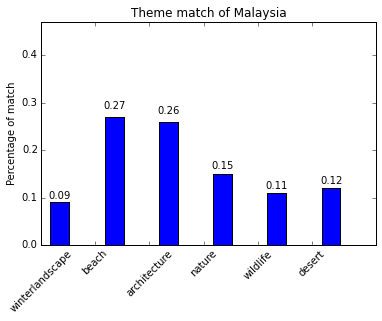 Theme match of Malaysia
Percentage of match
0.4
0.3
0.2
0.1
0.0
0.09
0.27
0.26
0.15
0.11
0.12
winterlandscape
beach
architecture
nature
wildlife
desert